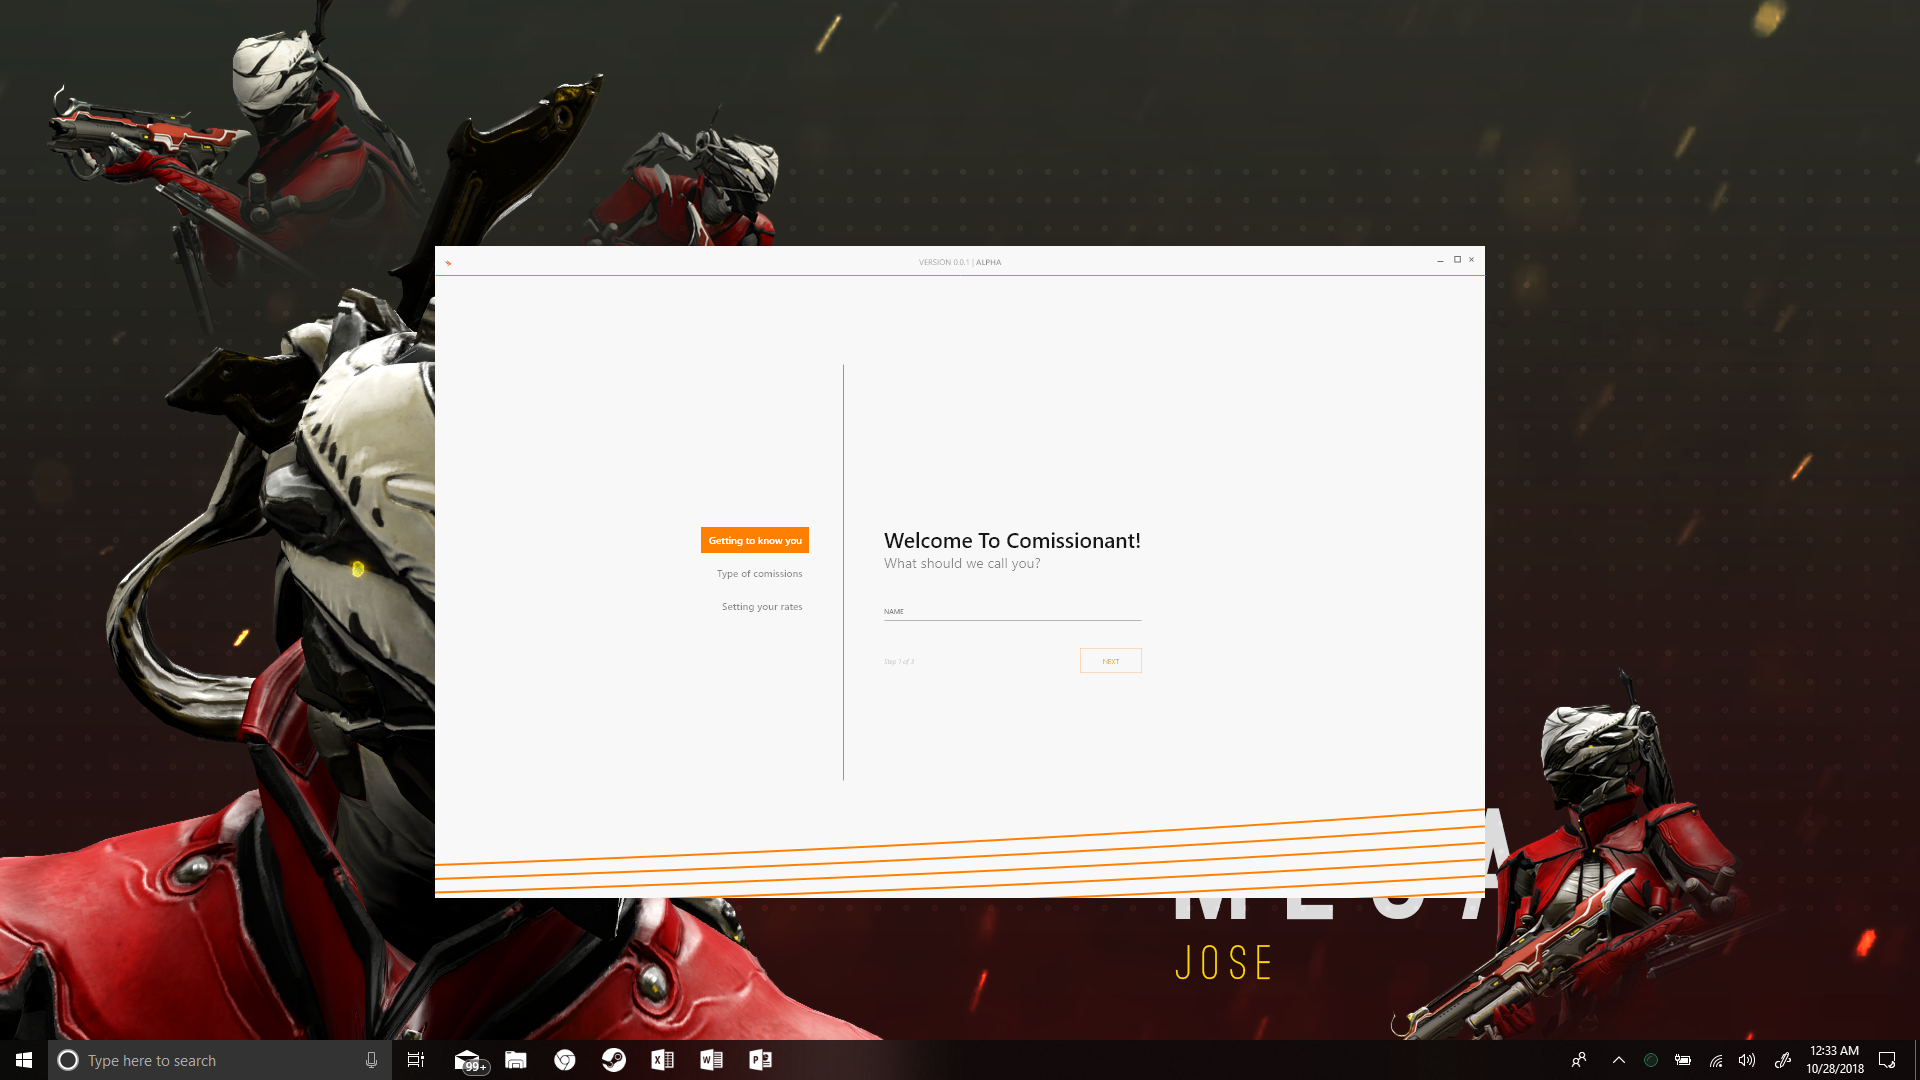 VERSION 0.0.1 | ALPHA
Getting to know you
Type of comissions
Setting your rates
Welcome To Comissionant!
What should we call you?
NAME
Step 1 of 3
NEXT
JOSE
Type here to search
99+
12:33 AM
10/28/2018